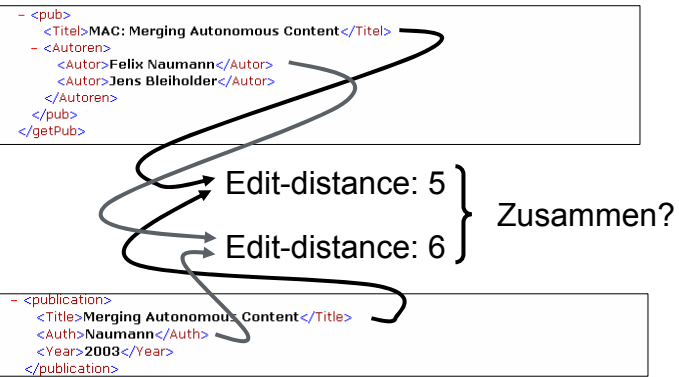 − <pub>
<Titel>MAC: Merging Autonomous Content</Titel>
− <Autoren>
<Autor>Felix Naumann</Autor>
<Autor>Jens Bleiholder</Autor>
</Autoren>
</pub>
</getPub>
Edit-distance: 5
Zusammen?
Edit-distance: 6
− <publication>
<Title>Merging Autonomous Content</Title>
<Auth>Naumann</Auth>
<Year>2003</Year>
</publication>